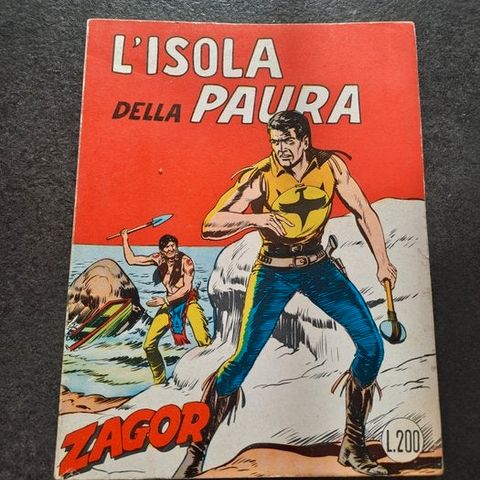 L'ISOLA
DELLA PAURA
ZAGOR
L.200